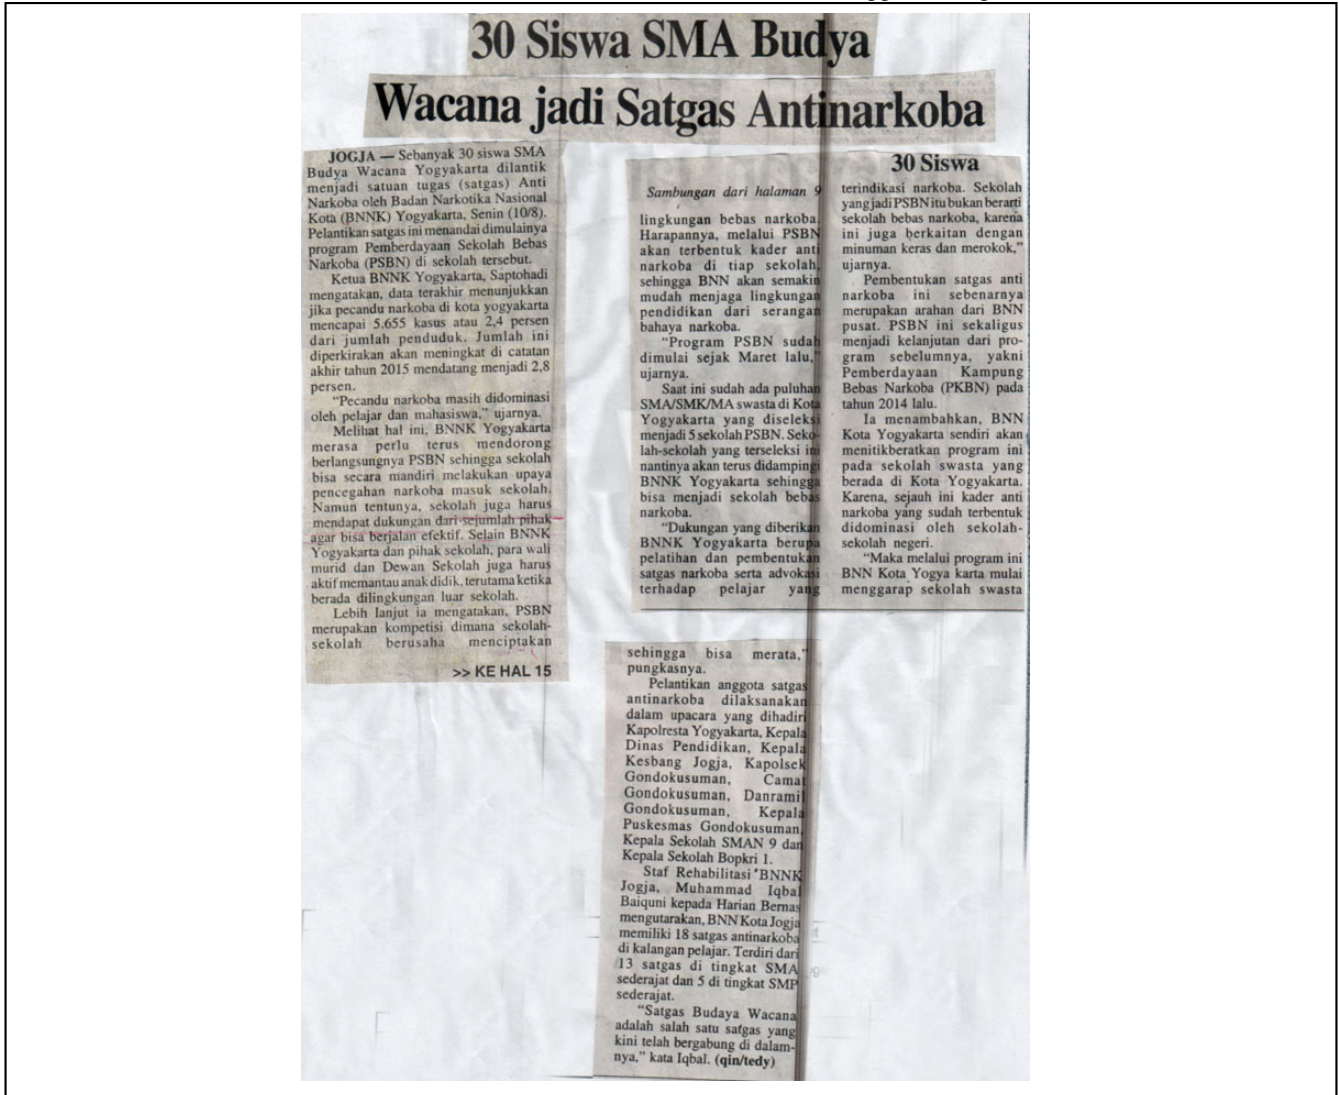 30 Siswa SMA Budya
Wacana jadi Satgas Antinarkoba
JOGJA — Sebanyak 30 siswa SMA
Budya Wacana Yogyakarta dilantik
menjadi satuan tugas (satgas) Anti
Narkoba oleh Badan Narkotika Nasional
Kota (BNNK) Yogyakarta, Senin (10/8).
Pelantikan satgas ini menandai dimulainya
program Pemberdayaan Sekolah Bebas
Narkoba (PSBN) di sekolah tersebut.
Ketua BNNK Yogyakarta, Saptohadi
mengatakan, data terakhir menunjukkan
jika pecandu narkoba di kota yogyakarta
mencapai 5.655 kasus atau 2,4 persen
dari jumlah penduduk. Jumlah ini
diperkirakan akan meningkat di catatan
akhir tahun 2015 mendatang menjadi 2,8
persen.
“Pecandu narkoba masih didominasi
oleh pelajar dan mahasiswa,” ujarnya.
Melihat hal ini, BNNK Yogyakarta
merasa perlu terus mendorong
berlangsungnya PSBN sehingga sekolah
bisa secara mandiri melakukan upaya
pencegahan narkoba masuk sekolah.
Namun tentunya, sekolah juga harus
mendapat dukungan dari sejumlah pihak
agar bisa berjalan efektif. Selain BNNK
Yogyakarta dan pihak sekolah, para wali
murid dan Dewan Sekolah juga harus
aktif memantau anak didik, terutama ketika
berada dilingkungan luar sekolah.
Lebih lanjut ia mengatakan, PSBN
merupakan kompetisi dimana sekolah-
sekolah berusaha menciptakan
>> KE HAL 15
30 Siswa
Sambungan dari halaman 9
lingkungan bebas narkoba.
Harapannya, melalui PSBN
akan terbentuk kader anti
narkoba di tiap sekolah,
sehingga BNN akan semakin
mudah menjaga lingkungan
pendidikan dari serangan
bahaya narkoba.
“Program PSBN sudah
dimulai sejak Maret lalu,”
ujarnya.
Saat ini sudah ada puluhan
SMA/SMK/MA swasta di Kota
Yogyakarta yang diseleksi
menjadi 5 sekolah PSBN. Seko-
lah-sekolah yang terseleksi ini
nantinya akan terus didampingi
BNNK Yogyakarta sehingga
bisa menjadi sekolah bebas
narkoba.
“Dukungan yang diberikan
BNNK Yogyakarta berupa
pelatihan dan pembentukan
satgas narkoba serta advokasi
terhadap pelajar yang
terindikasi narkoba. Sekolah
yang jadi PSBN itu bukan berarti
sekolah bebas narkoba, karena
ini juga berkaitan dengan
minuman keras dan merokok,”
ujarnya.
Pembentukan satgas anti
narkoba ini sebenarnya
merupakan arahan dari BNN
pusat. PSBN ini sekaligus
menjadi kelanjutan dari pro-
gram sebelumnya, yakni
Pemberdayaan Kampung
Bebas Narkoba (PKBN) pada
tahun 2014 lalu.
Ia menambahkan, BNN
Kota Yogyakarta sendiri akan
menitikberatkan program ini
pada sekolah swasta yang
berada di Kota Yogyakarta.
Karena, sejauh ini kader anti
narkoba yang sudah terbentuk
didominasi oleh sekolah-
sekolah negeri.
“Maka melalui program ini
BNN Kota Yogya karta mulai
menggarap sekolah swasta
sehingga bisa merata,”
pungkasnya.
Pelantikan anggota satgas
antinarkoba dilaksanakan
dalam upacara yang dihadiri
Kapolresta Yogyakarta, Kepala
Dinas Pendidikan, Kepala
Kesbang Jogja, Kapolsek
Gondokusuman, Camat
Gondokusuman, Danramil
Gondokusuman, Kepala
Puskesmas Gondokusuman,
Kepala Sekolah SMAN 9 dan
Kepala Sekolah Bopkri 1.
Staf Rehabilitasi BNNK
Jogja, Muhammad Iqbal
Baiquni kepada Harian Bernas
mengutarakan, BNN Kota Jogja
memiliki 18 satgas antinarkoba
di kalangan pelajar. Terdiri dari
13 satgas di tingkat SMA
sederajat dan 5 di tingkat SMP
sederajat.
“Satgas Budaya Wacana
adalah salah satu satgas yang
kini telah bergabung di dalam-
nya,” kata Iqbal. (qin/tedy)